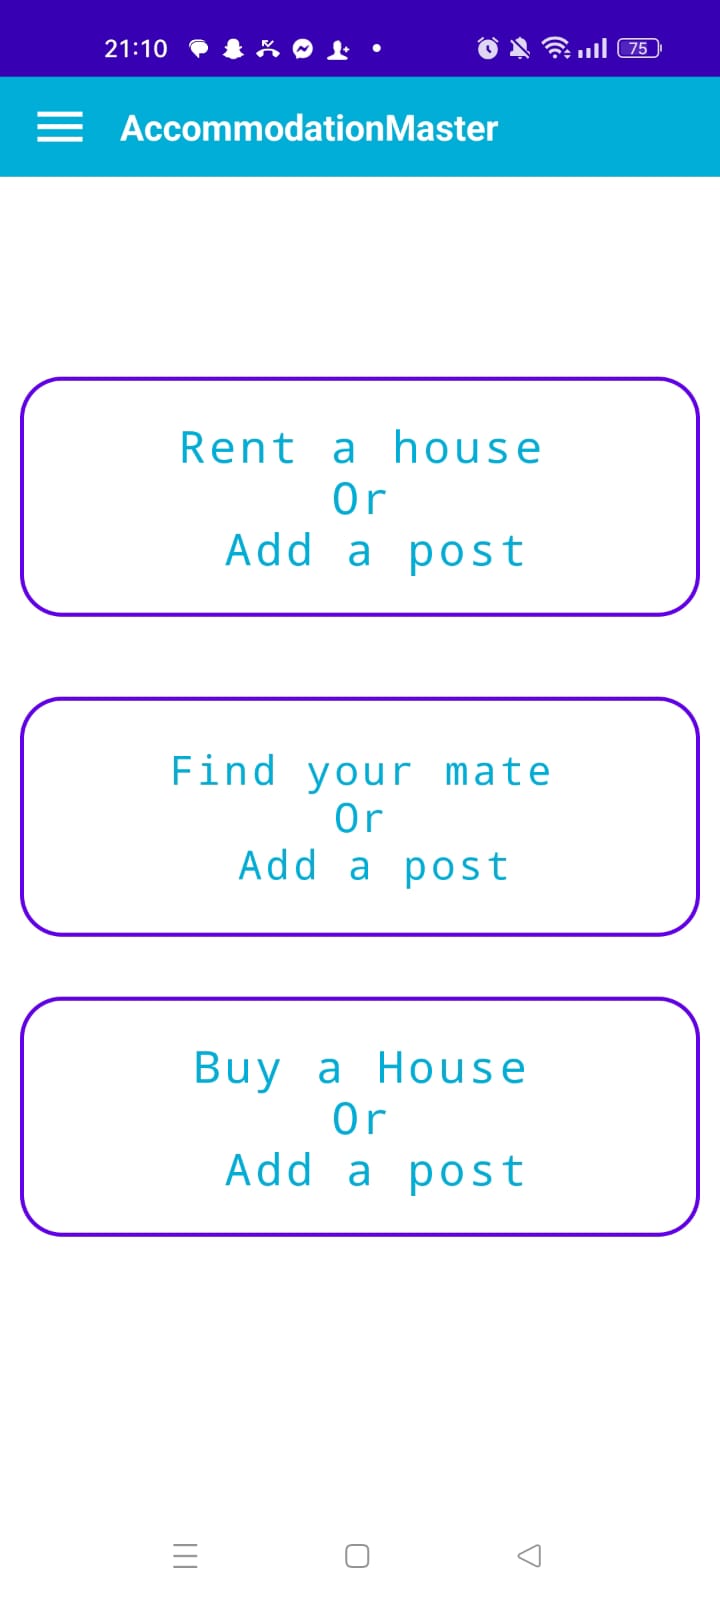 21:10 75
AccommodationMaster
Rent a house
Or
Add a post
Find your mate
Or
Add a post
Buy a House
Or
Add a post